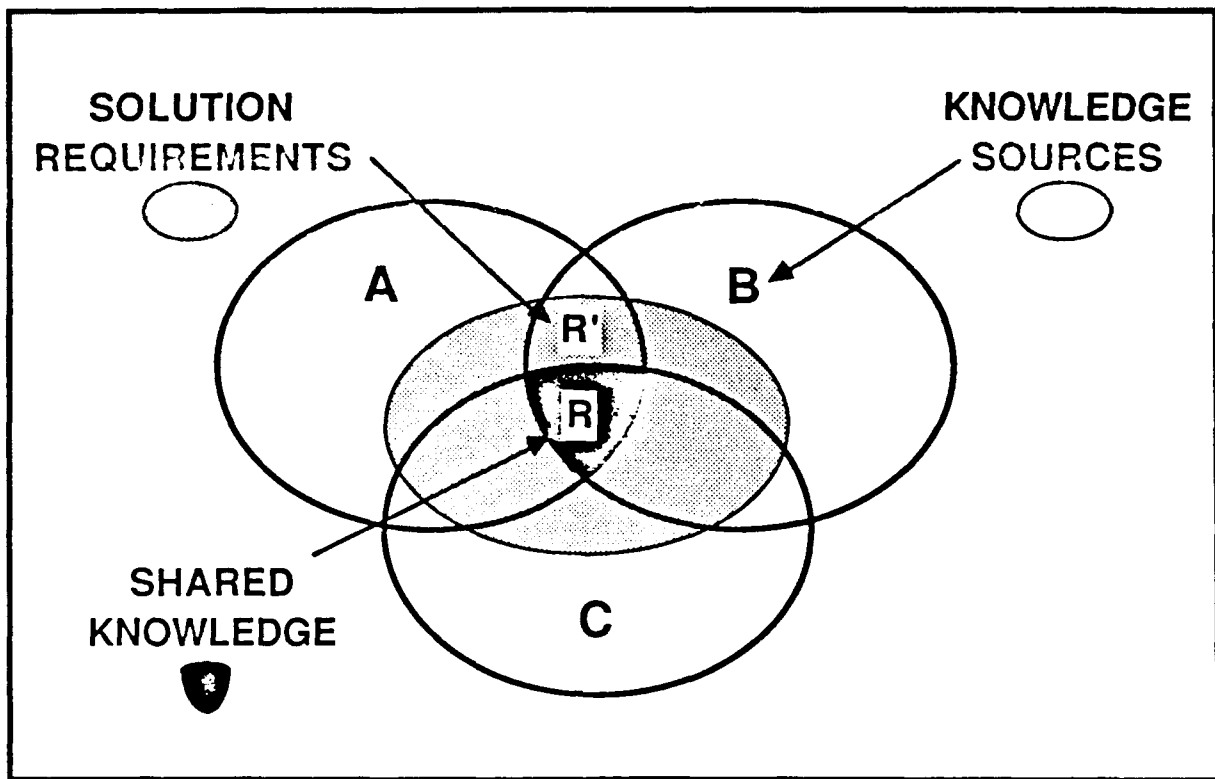 SOLUTION
REQUIREMENTS
KNOWLEDGE
SOURCES
A
B
R'
R
SHARED
KNOWLEDGE
C